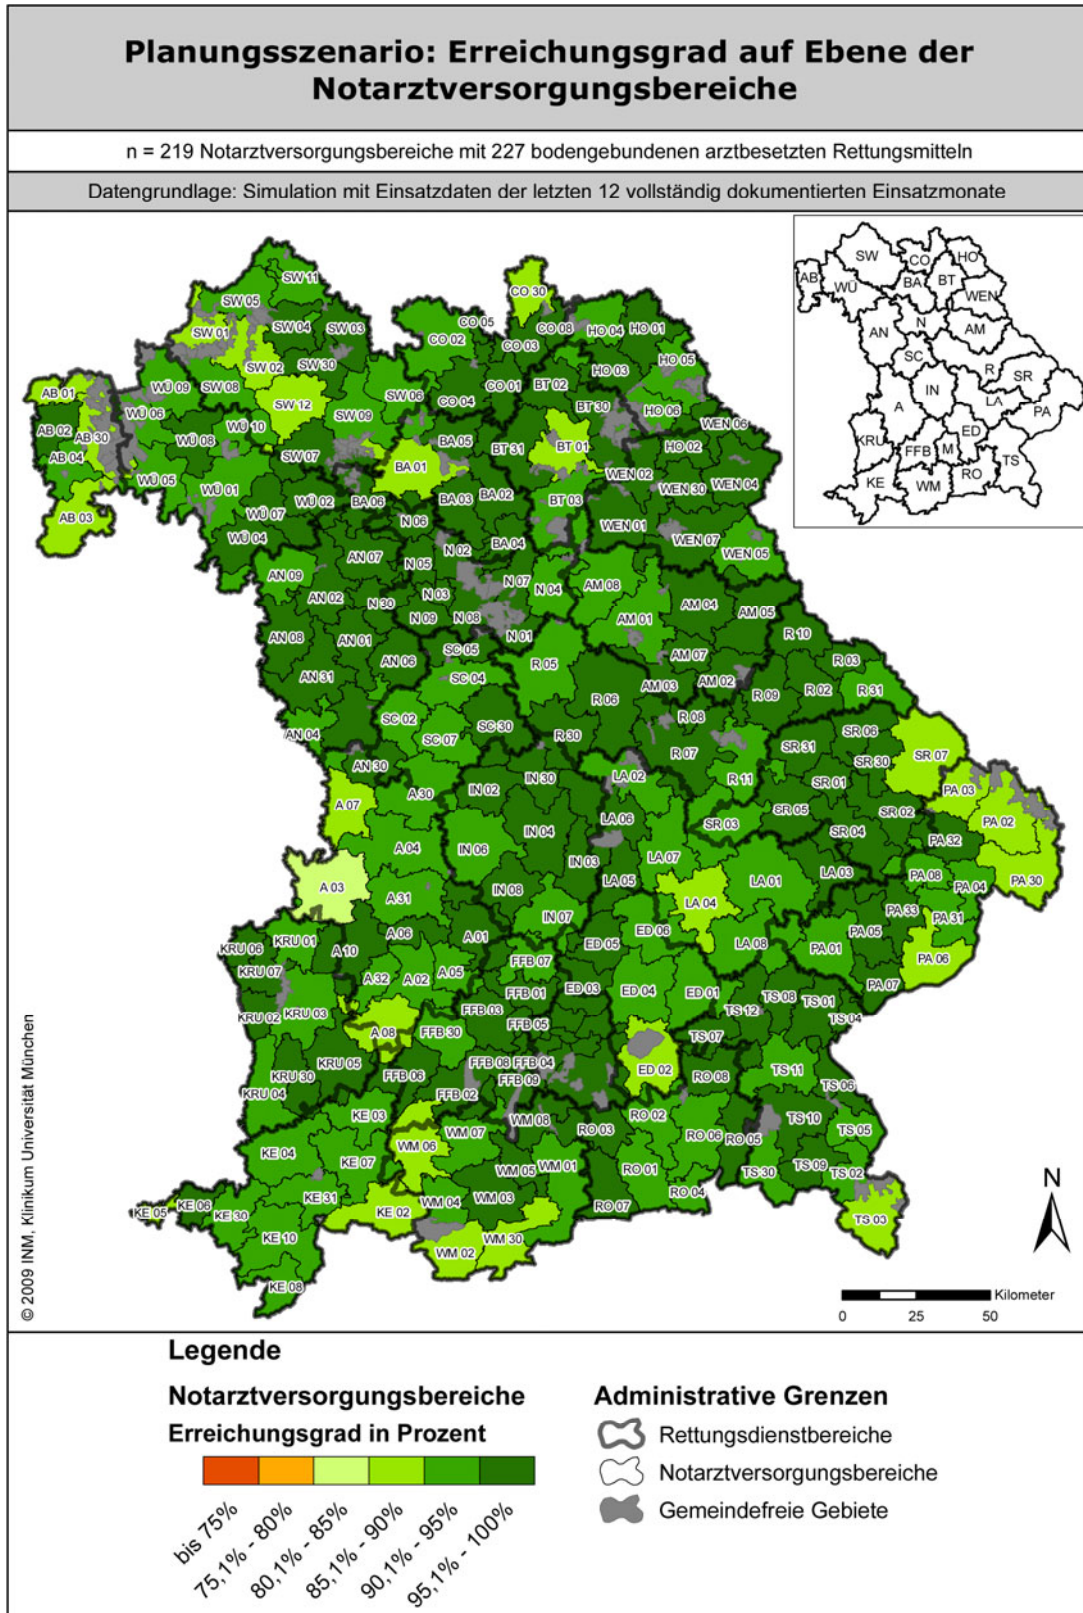 Planungsszenario: Erreichungsgrad auf Ebene der
Notarztversorgungsbereiche
n = 219 Notarztversorgungsbereiche mit 227 bodengebundenen arztbesetzten Rettungsmitteln
Datengrundlage: Simulation mit Einsatzdaten der letzten 12 vollständig dokumentierten Einsatzmonate
SW
CO
HO
AB
WÜ
BA
BT
WEN
AN
N
AM
SC
R
SR
A
IN
LA
PA
KRU
FFB
M
ED
TS
KE
WM
RO
SW 11
SW 05
SW 01
SW 04
SW 03
SW 02
SW 30
SW 08
SW 12
SW 09
SW 06
SW 07
CO 30
CO 05
CO 02
CO 08
CO 03
CO 01
CO 04
HO 04
HO 01
HO 05
HO 03
HO 06
HO 02
AB 01
AB 02
AB 30
AB 04
AB 03
WÜ 09
WÜ 06
WÜ 10
WÜ 08
WÜ 05
WÜ 01
WÜ 07
WÜ 02
WÜ 04
BT 02
BT 30
BT 31
BT 01
BT 03
BA 05
BA 01
BA 03
BA 02
BA 06
BA 04
WEN 06
WEN 02
WEN 30
WEN 04
WEN 01
WEN 07
WEN 05
N 06
N 02
N 05
N 07
N 04
N 03
N 30
N 09
N 08
N 01
AN 07
AN 09
AN 02
AN 08
AN 01
AN 06
AN 31
AN 04
AN 30
AM 08
AM 01
AM 04
AM 05
AM 07
AM 03
AM 02
SC 05
SC 04
SC 02
SC 30
SC 07
R 10
R 03
R 05
R 02
R 31
R 09
R 06
R 08
R 30
R 07
R 11
SR 06
SR 31
SR 30
SR 07
SR 01
SR 05
SR 02
SR 03
SR 04
IN 30
IN 02
IN 04
IN 06
IN 03
IN 08
IN 07
LA 02
LA 06
LA 07
LA 05
LA 01
LA 03
LA 04
LA 08
PA 03
PA 02
PA 32
PA 30
PA 08
PA 04
PA 33
PA 31
PA 05
PA 01
PA 06
PA 07
A 07
A 30
A 04
A 03
A 31
A 06
A 01
A 10
A 32
A 02
A 05
A 08
KRU 06
KRU 01
KRU 07
KRU 02
KRU 03
KRU 05
KRU 30
KRU 04
FFB 07
FFB 01
FFB 03
FFB 05
FFB 30
FFB 08
FFB 04
FFB 06
FFB 09
FFB 02
ED 06
ED 05
ED 03
ED 04
ED 01
ED 02
TS 12
TS 08
TS 01
TS 04
TS 07
TS 11
TS 06
TS 10
TS 05
TS 09
TS 02
TS 30
TS 03
RO 08
RO 02
RO 03
RO 06
RO 05
RO 01
RO 04
RO 07
KE 03
KE 04
KE 07
KE 31
KE 05
KE 06
KE 30
KE 02
KE 10
KE 08
WM 08
WM 07
WM 06
WM 05
WM 01
WM 04
WM 03
WM 02
WM 30
N
Kilometer
0 25 50
© 2009 INM, Klinikum Universität München
Legende
Notarztversorgungsbereiche
Erreichungsgrad in Prozent
bis 75%
75,1% - 80%
80,1% - 85%
85,1% - 90%
90,1% - 95%
95,1% - 100%
Administrative Grenzen
Rettungsdienstbereiche
Notarztversorgungsbereiche
Gemeindefreie Gebiete